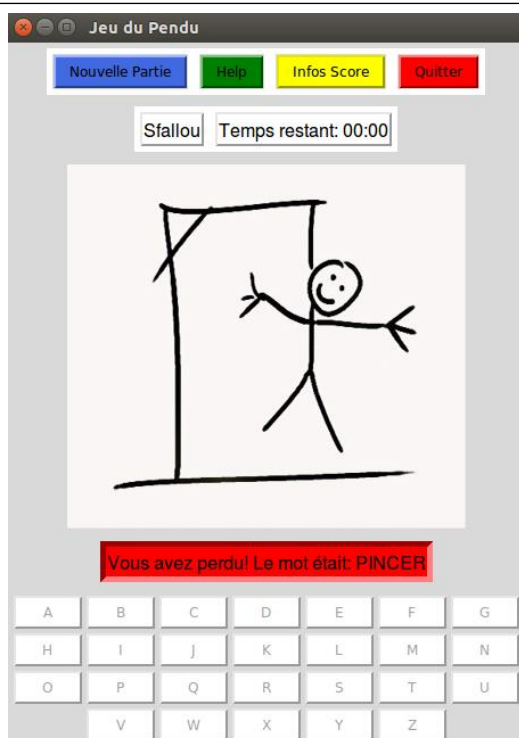 Jeu du Pendu
Nouvelle Partie Help Infos Score Quitter
Sfallou Temps restant: 00:00
Vous avez perdu! Le mot était: PINCER
A B C D E F G
H I J K L M N
O P Q R S T U
V W X Y Z